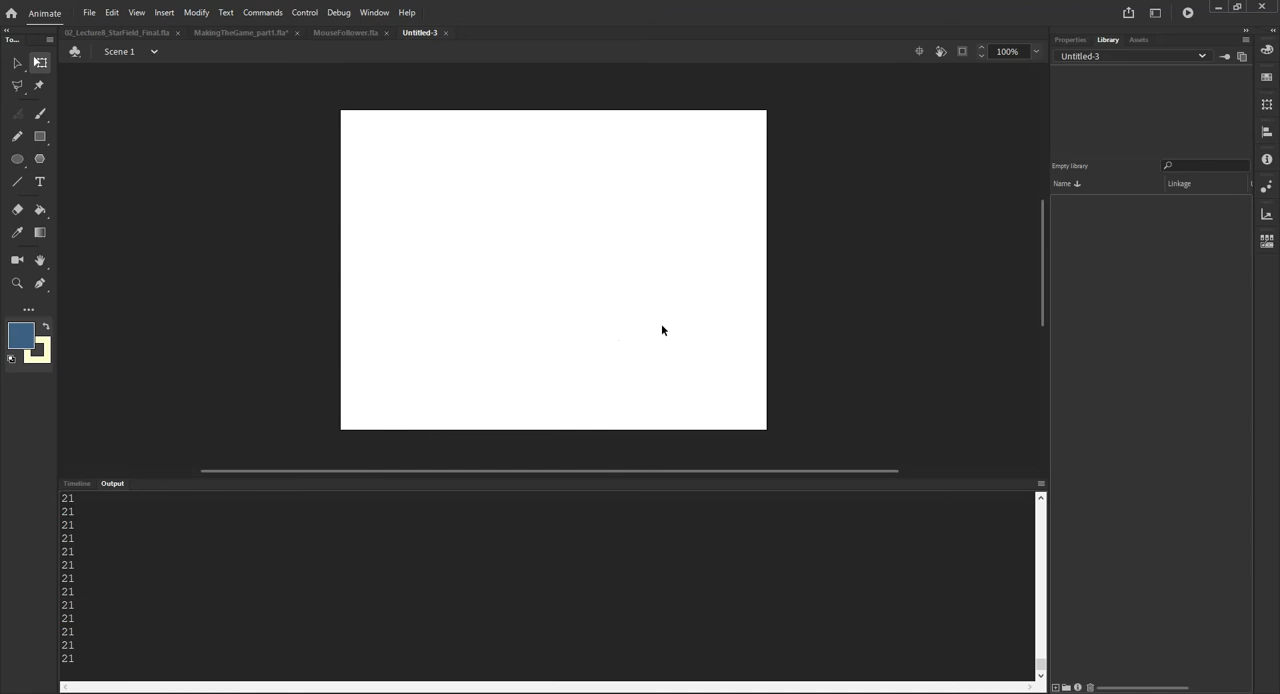 Animate File Edit View Insert Modify Text Commands Control Debug Window Help
02_Lecture8_StarField_Final.fla × MakingTheGame_part1.fla* × MouseFollower.fla × Untitled-3 ×
To... Properties Library Assets
Scene 1 100% Untitled-3
Empty library
Name Linkage
T
Timeline Output
21
21
21
21
21
21
21
21
21
21
21
21
21